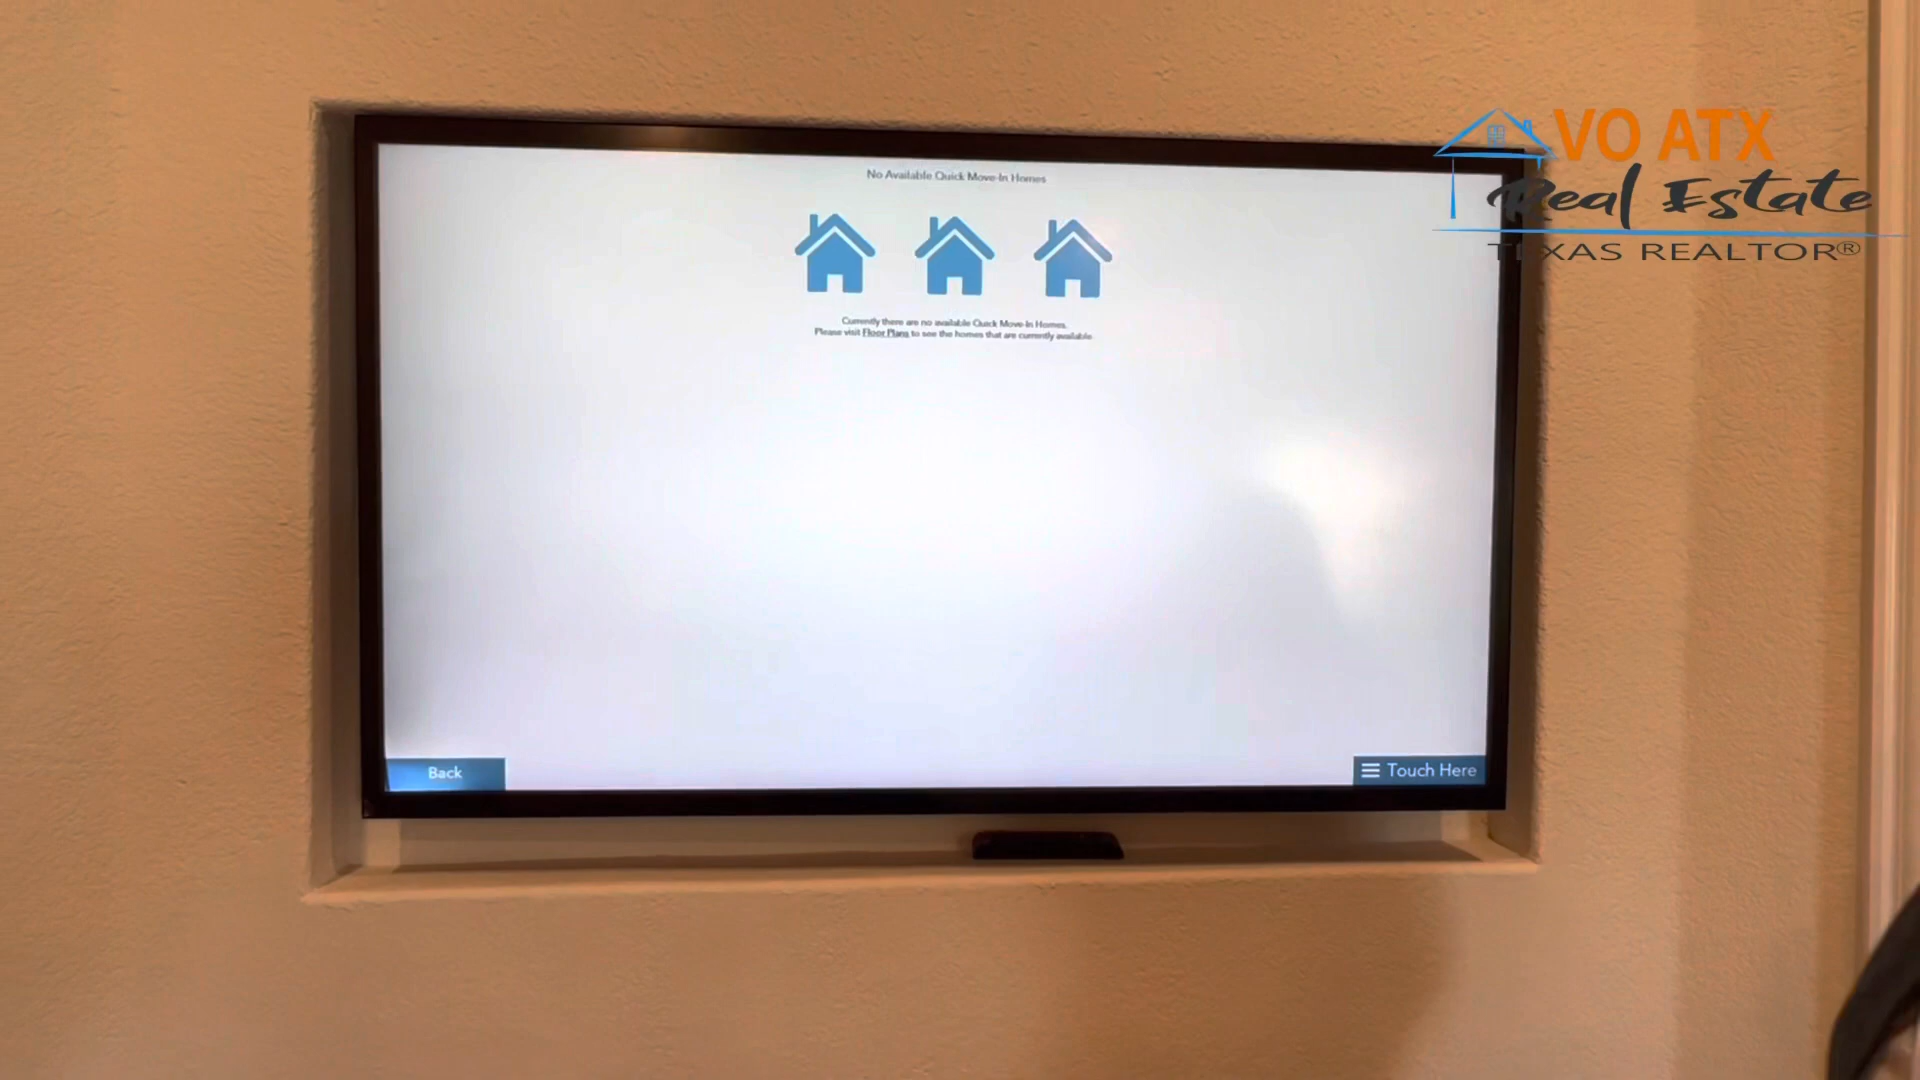 VO ATX
Real Estate
TEXAS REALTOR®
No Available Quick Move-In Homes
Currently there are no available Quick Move-In Homes.
Please visit Floor Plans to see the homes that are currently available.
Back
Touch Here